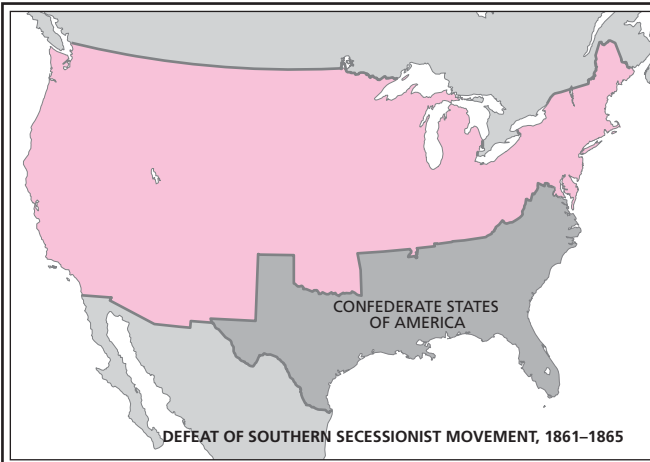 CONFEDERATE STATES
OF AMERICA
DEFEAT OF SOUTHERN SECESSIONIST MOVEMENT, 1861–1865